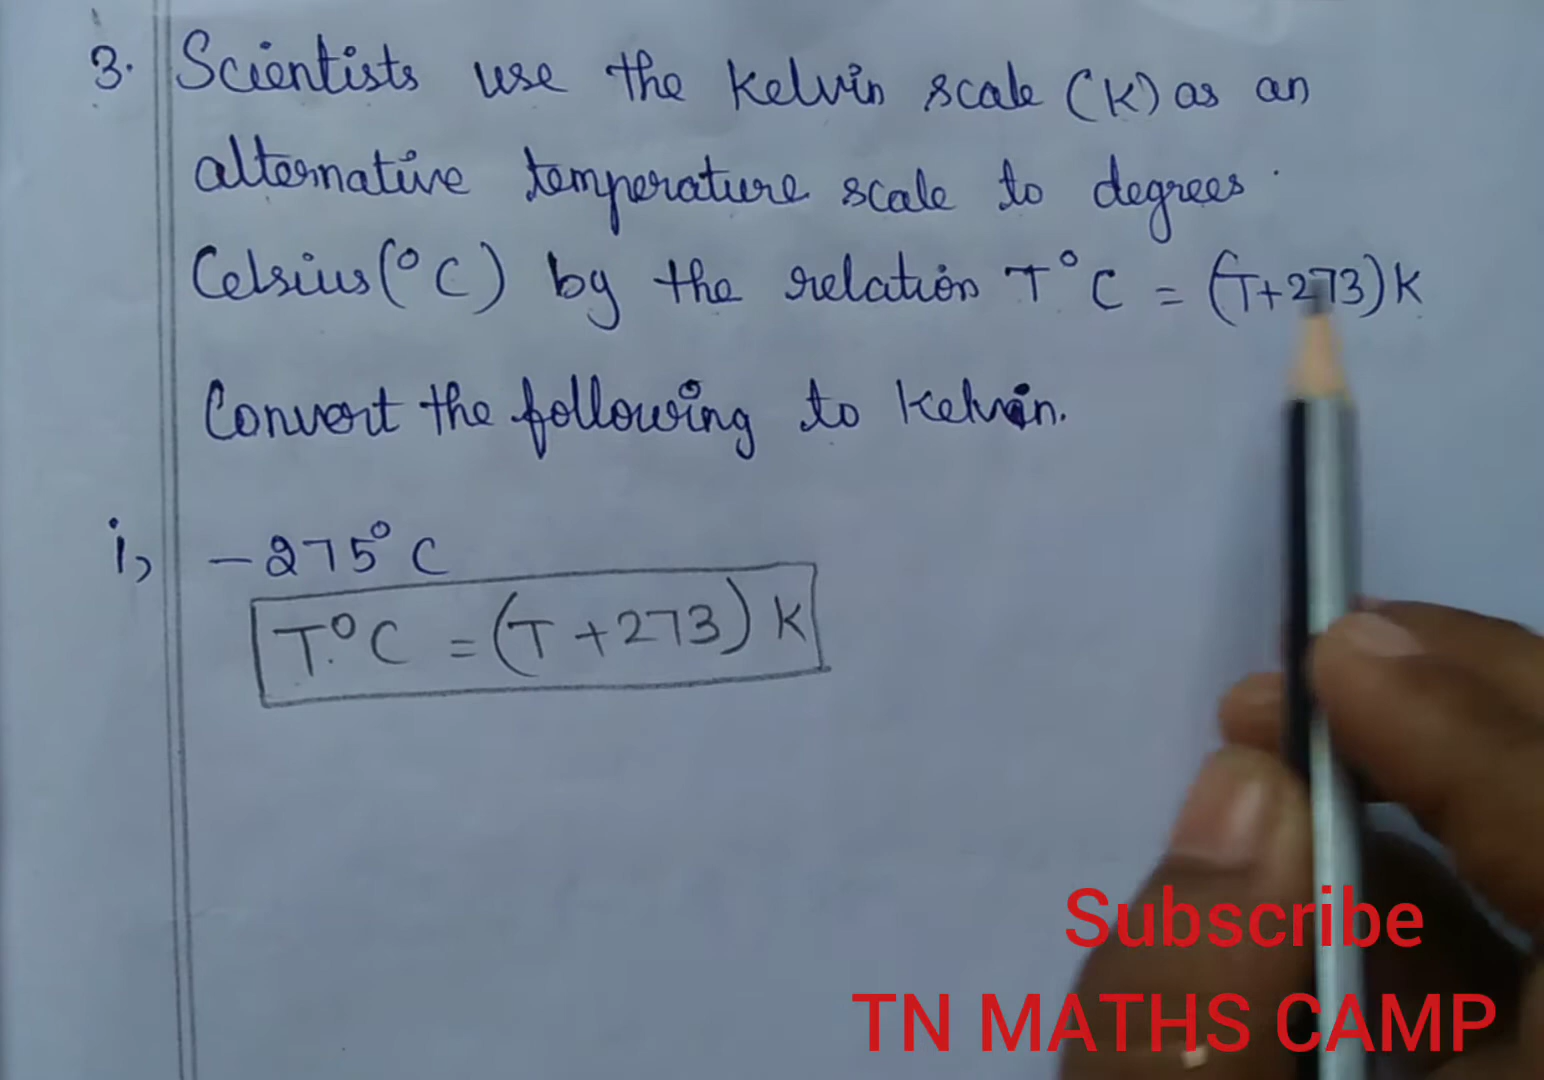 3. Scientists use the Kelvin scale (K) as an
alternative temperature scale to degrees
Celsius (°C) by the relation T°C = (T+273)K
Convert the following to Kelvin.
i, -275°C
T°C = (T+273) K
Subscribe
TN MATHS CAMP